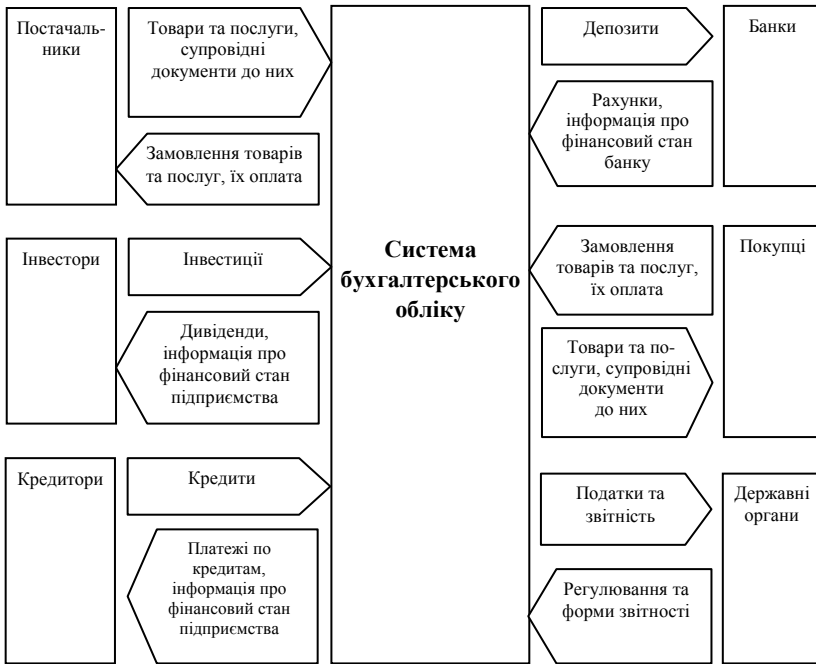 Постачаль-
ники
Товари та послуги,
супровідні
документи до них
Замовлення товарів
та послуг, їх оплата
Інвестори
Інвестиції
Дивіденди,
інформація про
фінансовий стан
підприємства
Кредитори
Кредити
Платежі по
кредитам,
інформація про
фінансовий стан
підприємства
Система
бухгалтерського
обліку
Депозити
Банки
Рахунки,
інформація про
фінансовий стан
банку
Замовлення
товарів та послуг,
їх оплата
Покупці
Товари та по-
слуги, супровідні
документи
до них
Податки та
звітність
Державні
органи
Регулювання та
форми звітності